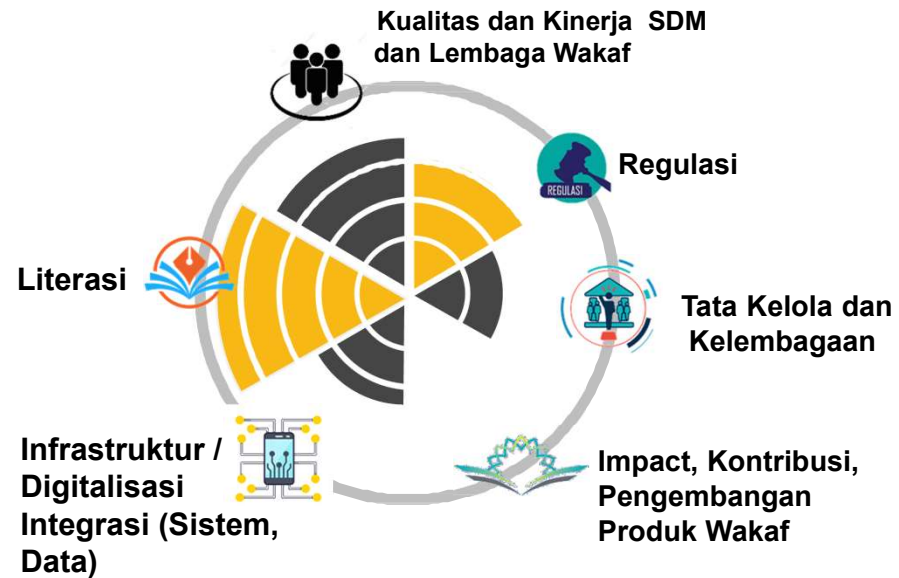 Kualitas dan Kinerja SDM
dan Lembaga Wakaf
Regulasi
REGULASI
Literasi
Tata Kelola dan
Kelembagaan
Infrastruktur /
Digitalisasi
Integrasi (Sistem,
Data)
Impact, Kontribusi,
Pengembangan
Produk Wakaf